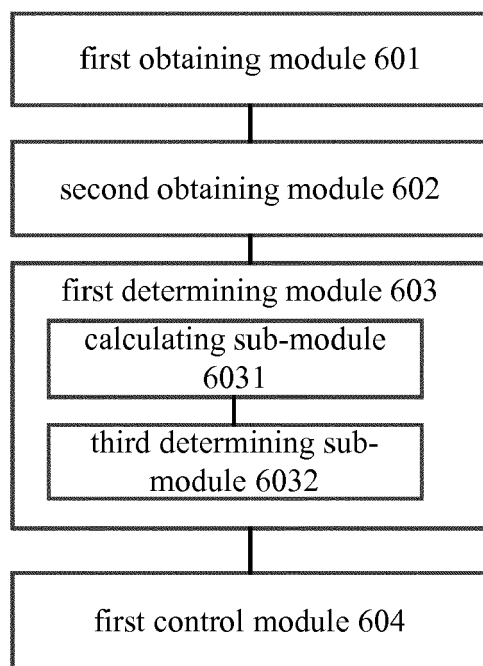 first obtaining module 601
second obtaining module 602
first determining module 603
calculating sub-module
6031
third determining sub-
module 6032
first control module 604